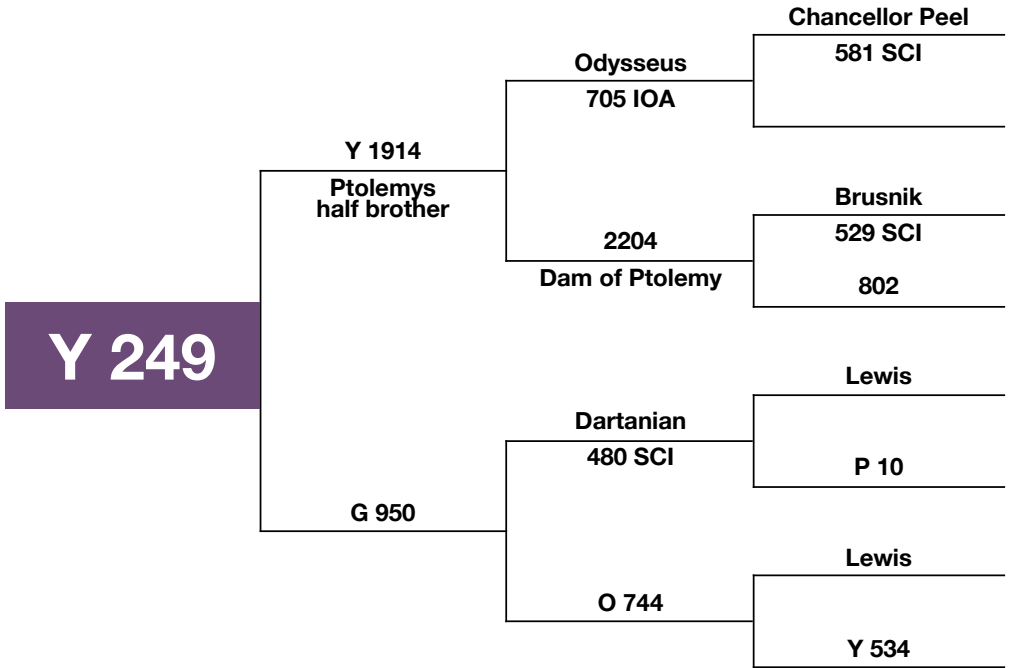 Chancellor Peel
581 SCI
Odysseus
705 IOA
Y 1914
Ptolemys
half brother
Brusnik
529 SCI
2204
Dam of Ptolemy
802
Y 249
Lewis
Dartanian
480 SCI
P 10
G 950
Lewis
O 744
Y 534